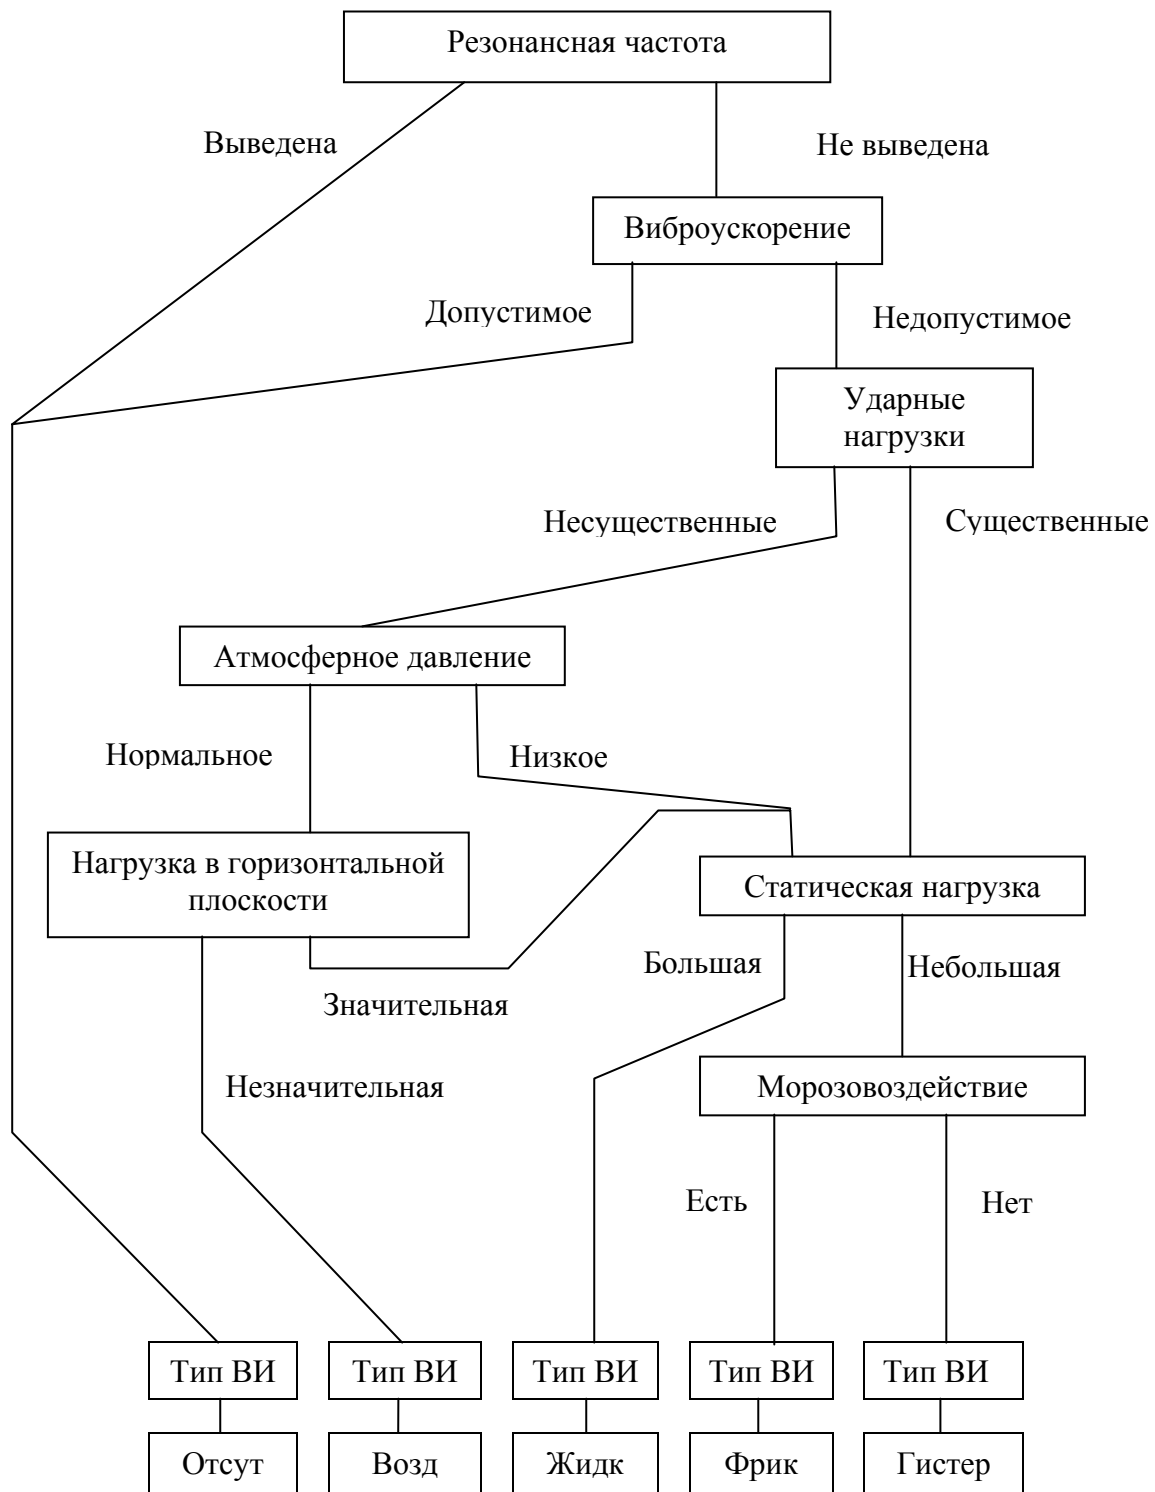 Резонансная частота
Выведена
Не выведена
Виброускорение
Допустимое
Недопустимое
Ударные
нагрузки
Несущественные
Существенные
Атмосферное давление
Нормальное
Низкое
Нагрузка в горизонтальной
плоскости
Статическая нагрузка
Большая
Небольшая
Значительная
Незначительная
Морозовоздействие
Есть
Нет
Тип ВИ
Тип ВИ
Тип ВИ
Тип ВИ
Тип ВИ
Отсут
Возд
Жидк
Фрик
Гистер